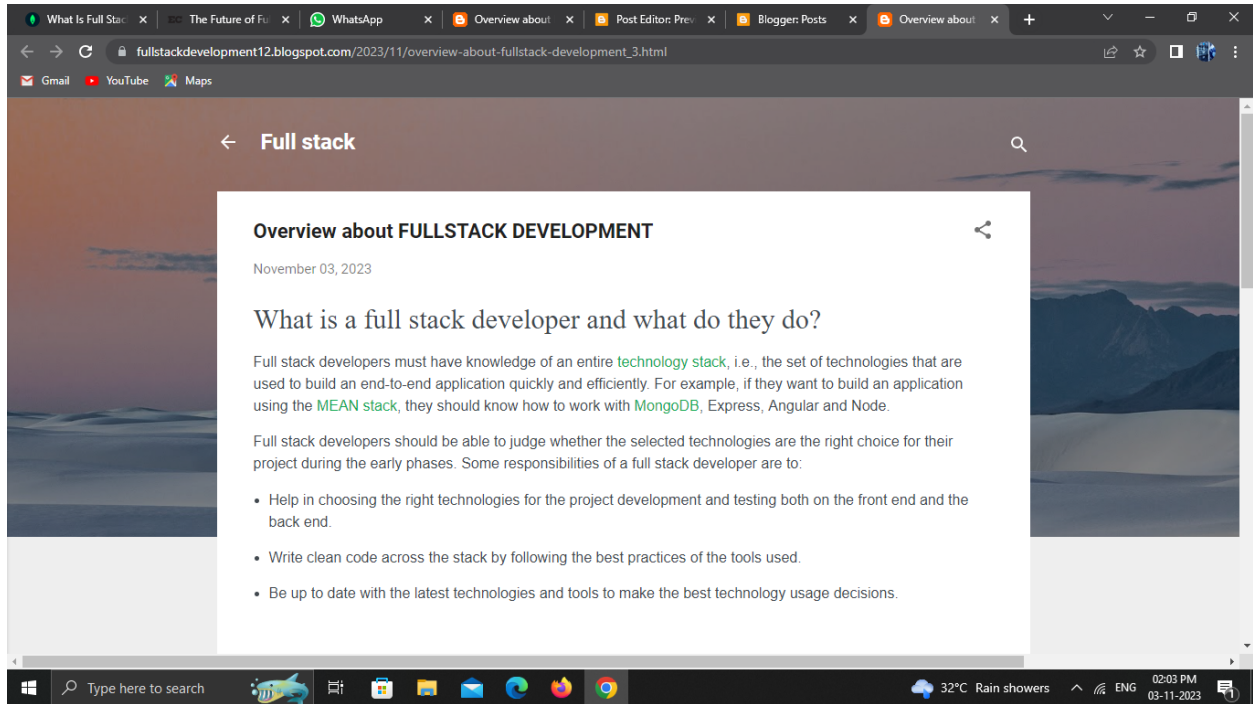 What Is Full Stac
The Future of Fu
WhatsApp
Overview about
Post Editor: Prev
Blogger: Posts
Overview about
fullstackdevelopment12.blogspot.com/2023/11/overview-about-fullstack-development_3.html
Gmail YouTube Maps
Full stack
Overview about FULLSTACK DEVELOPMENT
November 03, 2023
What is a full stack developer and what do they do?
Full stack developers must have knowledge of an entire technology stack, i.e., the set of technologies that are
used to build an end-to-end application quickly and efficiently. For example, if they want to build an application
using the MEAN stack, they should know how to work with MongoDB, Express, Angular and Node.
Full stack developers should be able to judge whether the selected technologies are the right choice for their
project during the early phases. Some responsibilities of a full stack developer are to:
• Help in choosing the right technologies for the project development and testing both on the front end and the
back end.
• Write clean code across the stack by following the best practices of the tools used.
• Be up to date with the latest technologies and tools to make the best technology usage decisions.
Type here to search
32°C Rain showers
ENG
02:03 PM
03-11-2023
1